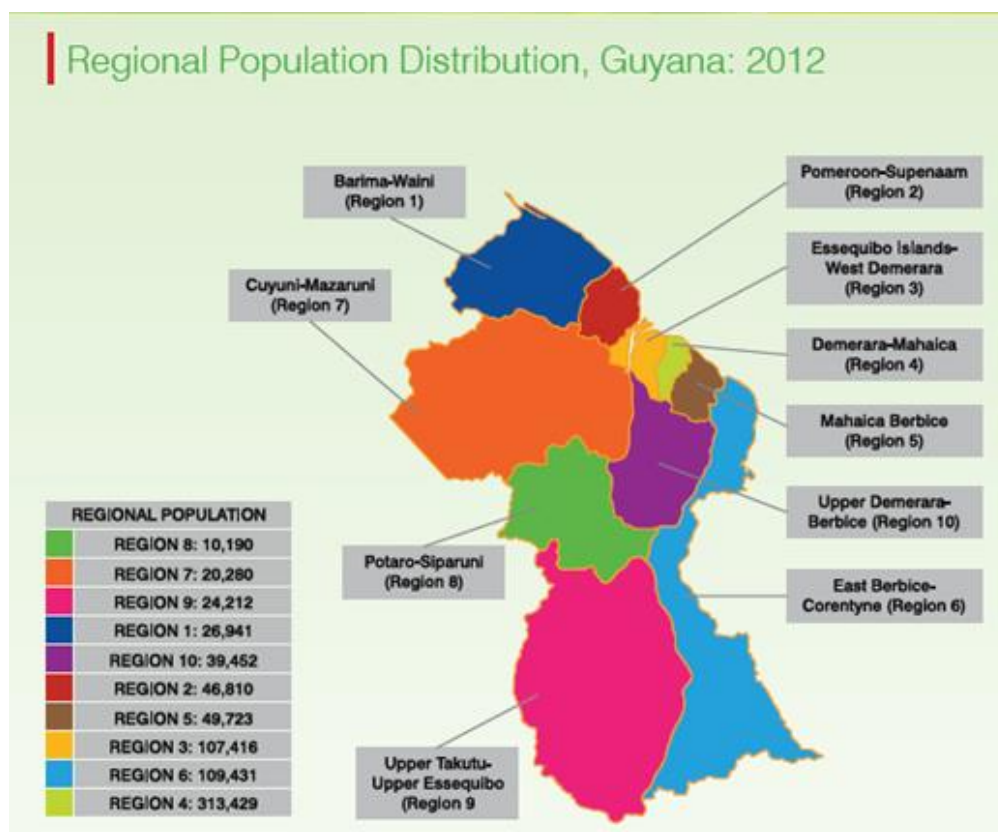 Regional Population Distribution, Guyana: 2012
Barima-Waini
(Region 1)
Pomeroon-Supenaam
(Region 2)
Essequibo Islands-
West Demerara
(Region 3)
Cuyuni-Mazaruni
(Region 7)
Demerara-Mahaica
(Region 4)
Mahaica Berbice
(Region 5)
Upper Demerara-
Berbice (Region 10)
Potaro-Siparuni
(Region 8)
East Berbice-
Corentyne (Region 6)
Upper Takutu-
Upper Essequibo
(Region 9
REGIONAL POPULATION
REGION 8: 10,190
REGION 7: 20,280
REGION 9: 24,212
REGION 1: 26,941
REGION 10: 39,452
REGION 2: 46,810
REGION 5: 49,723
REGION 3: 107,416
REGION 6: 109,431
REGION 4: 313,429